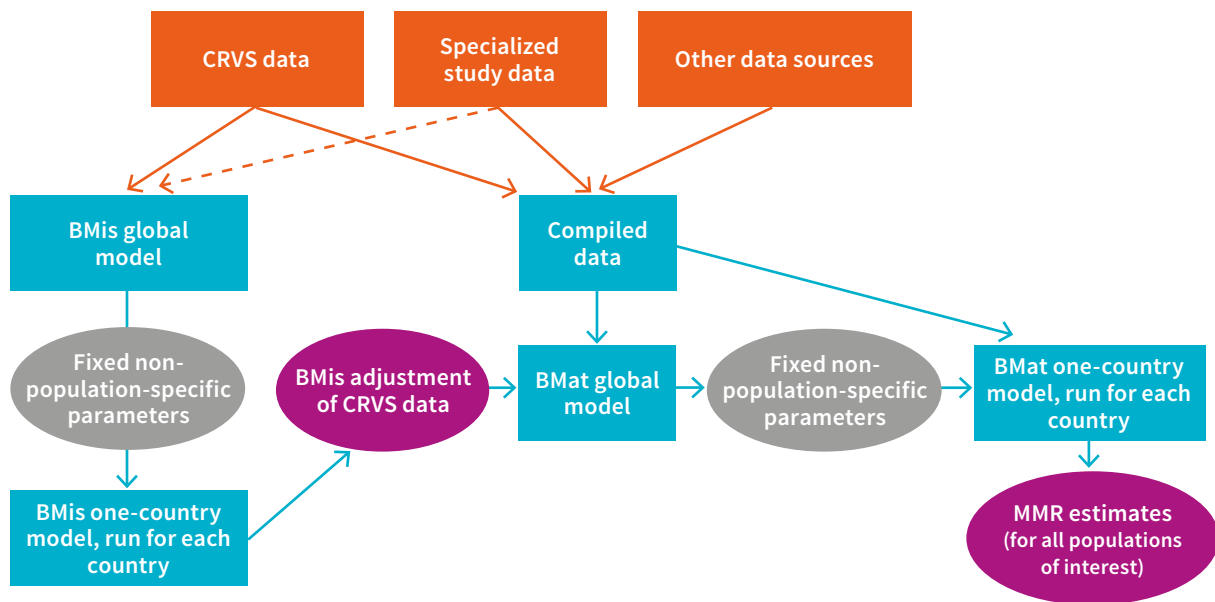 CRVS data
Specialized
study data
Other data sources
BMis global
model
Compiled
data
Fixed non-
population-specific
parameters
BMis adjustment
of CRVS data
BMat global
model
Fixed non-
population-specific
parameters
BMat one-country
model, run for each
country
BMis one-country
model, run for each
country
MMR estimates
(for all populations
of interest)